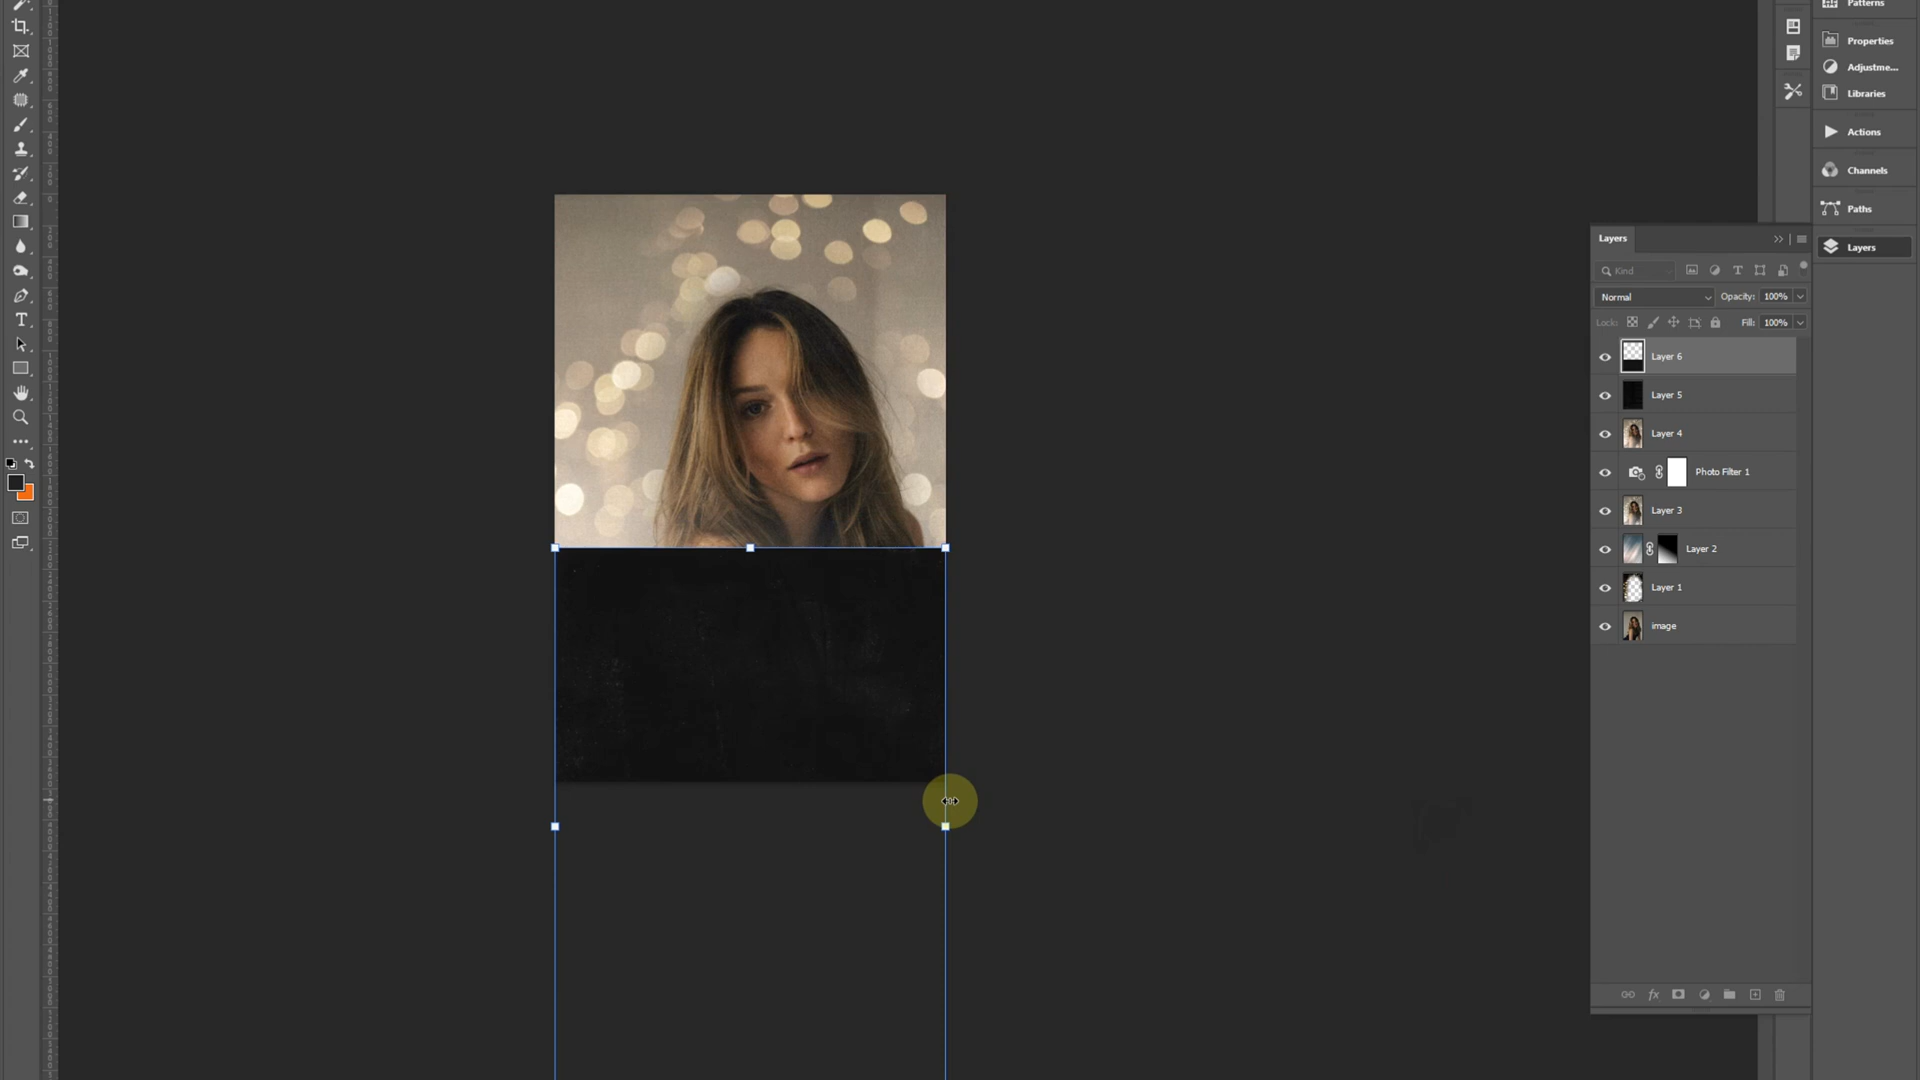 Patterns
Properties
Adjustme...
Libraries
Actions
Channels
Paths
Layers
Layers
Kind
Normal
Opacity: 100%
Lock:
Fill: 100%
Layer 6
Layer 5
Layer 4
Photo Filter 1
Layer 3
Layer 2
Layer 1
image
fx